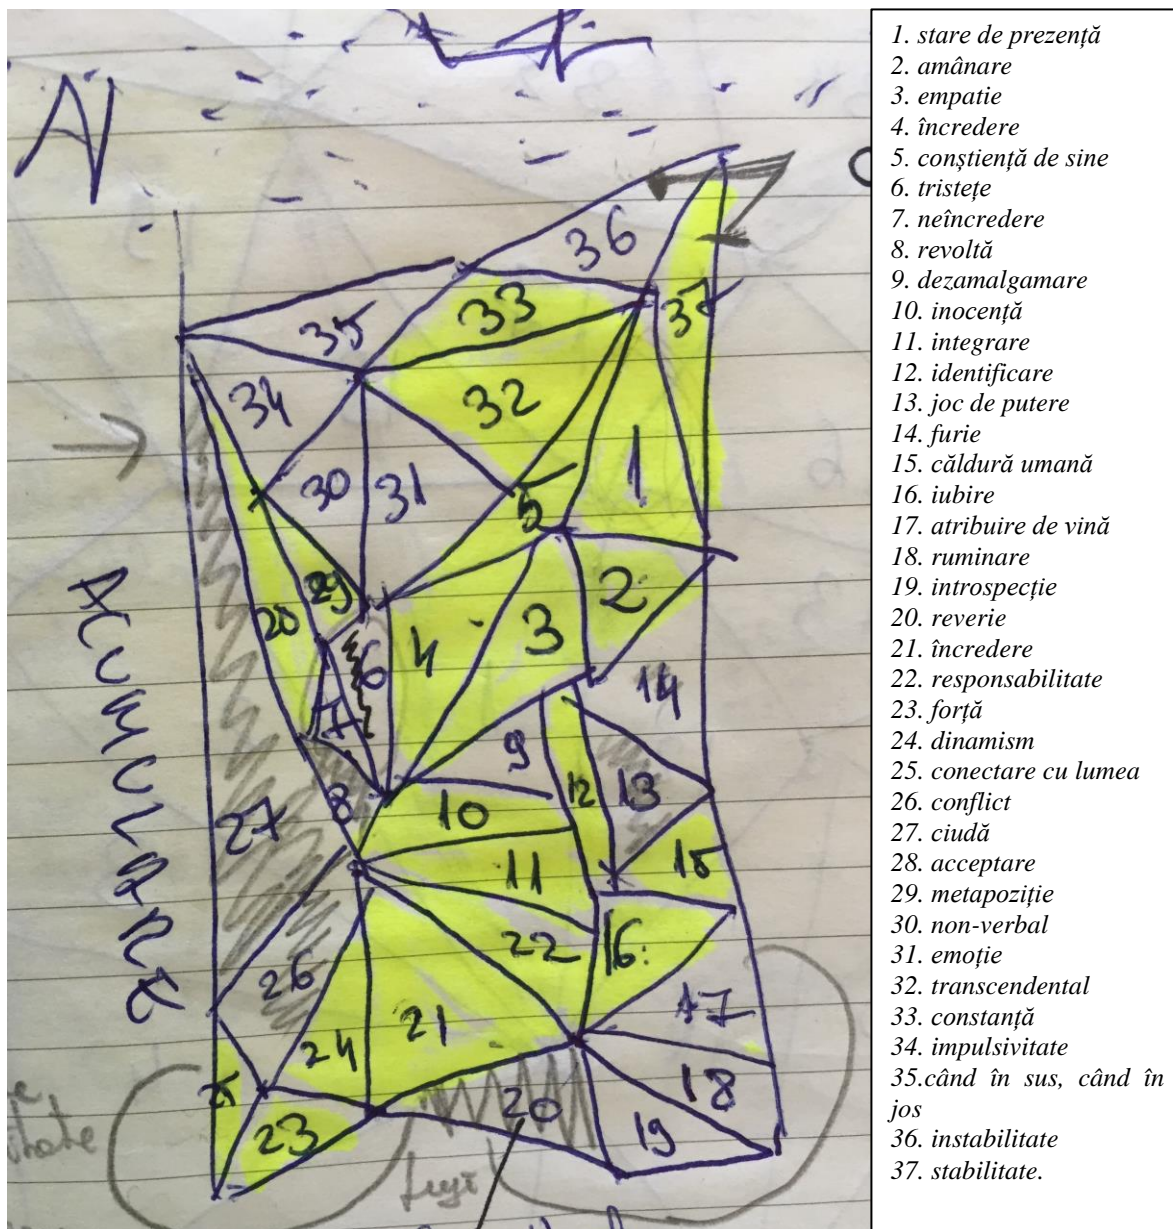 N
36
33
37
35
34
32
1
30
31
5
29
2
20
6
4
3
7
14
9
8
12
13
27
10
11
15
22
16.
26
17
24
21
25
18
23
20
19
fugă
1. stare de prezență
2. amânare
3. empatie
4. încredere
5. conștiență de sine
6. tristețe
7. neîncredere
8. revoltă
9. dezamalgamare
10. inocență
11. integrare
12. identificare
13. joc de putere
14. furie
15. căldură umană
16. iubire
17. atribuire de vină
18. ruminare
19. introspecție
20. reverie
21. încredere
22. responsabilitate
23. forță
24. dinamism
25. conectare cu lumea
26. conflict
27. ciudă
28. acceptare
29. metapoziție
30. non-verbal
31. emoție
32. transcendental
33. constanță
34. impulsivitate
35.când în sus, când în
jos
36. instabilitate
37. stabilitate.